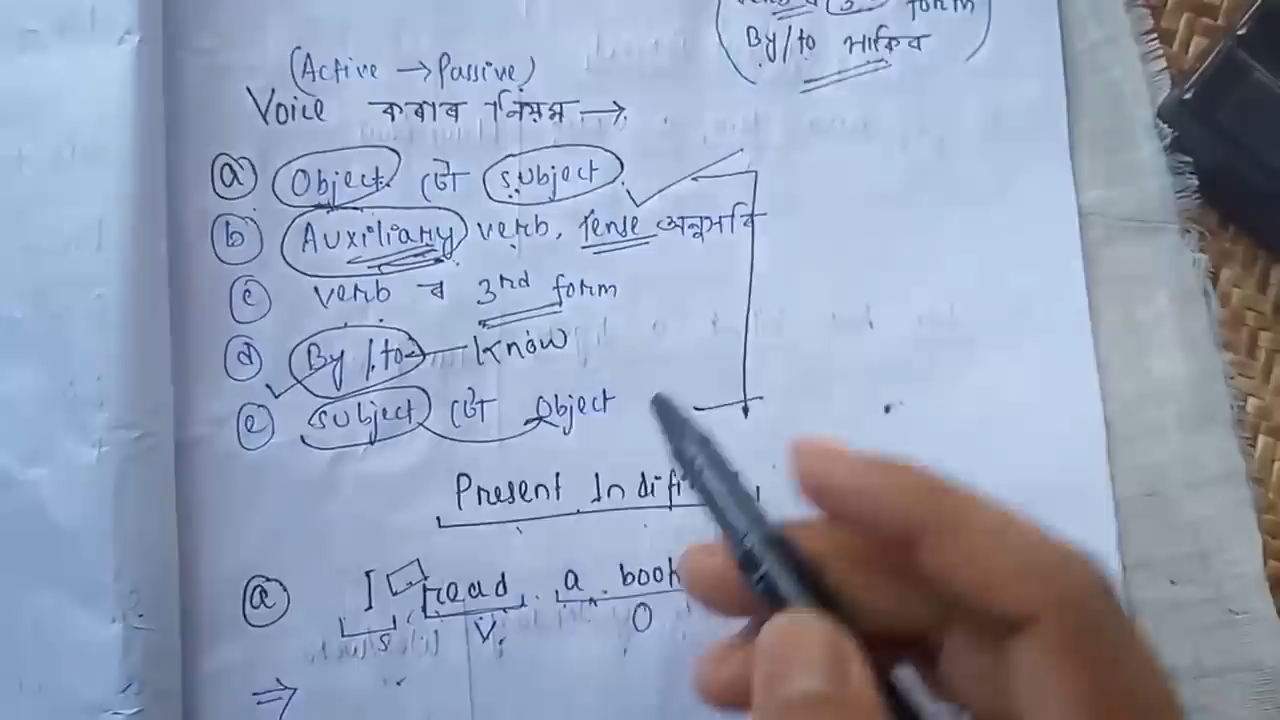 form
By/to থাকিব
(Active → Passive)
Voice কৰাৰ নিয়ম →
ⓐ Object টো subject
ⓑ Auxiliary verb, Tense অনুসৰি
ⓒ verb ৰ 3rd form
ⓓ By/to — Know
ⓔ subject টো Object
Present
ⓐ I read a book
S V O
⇒